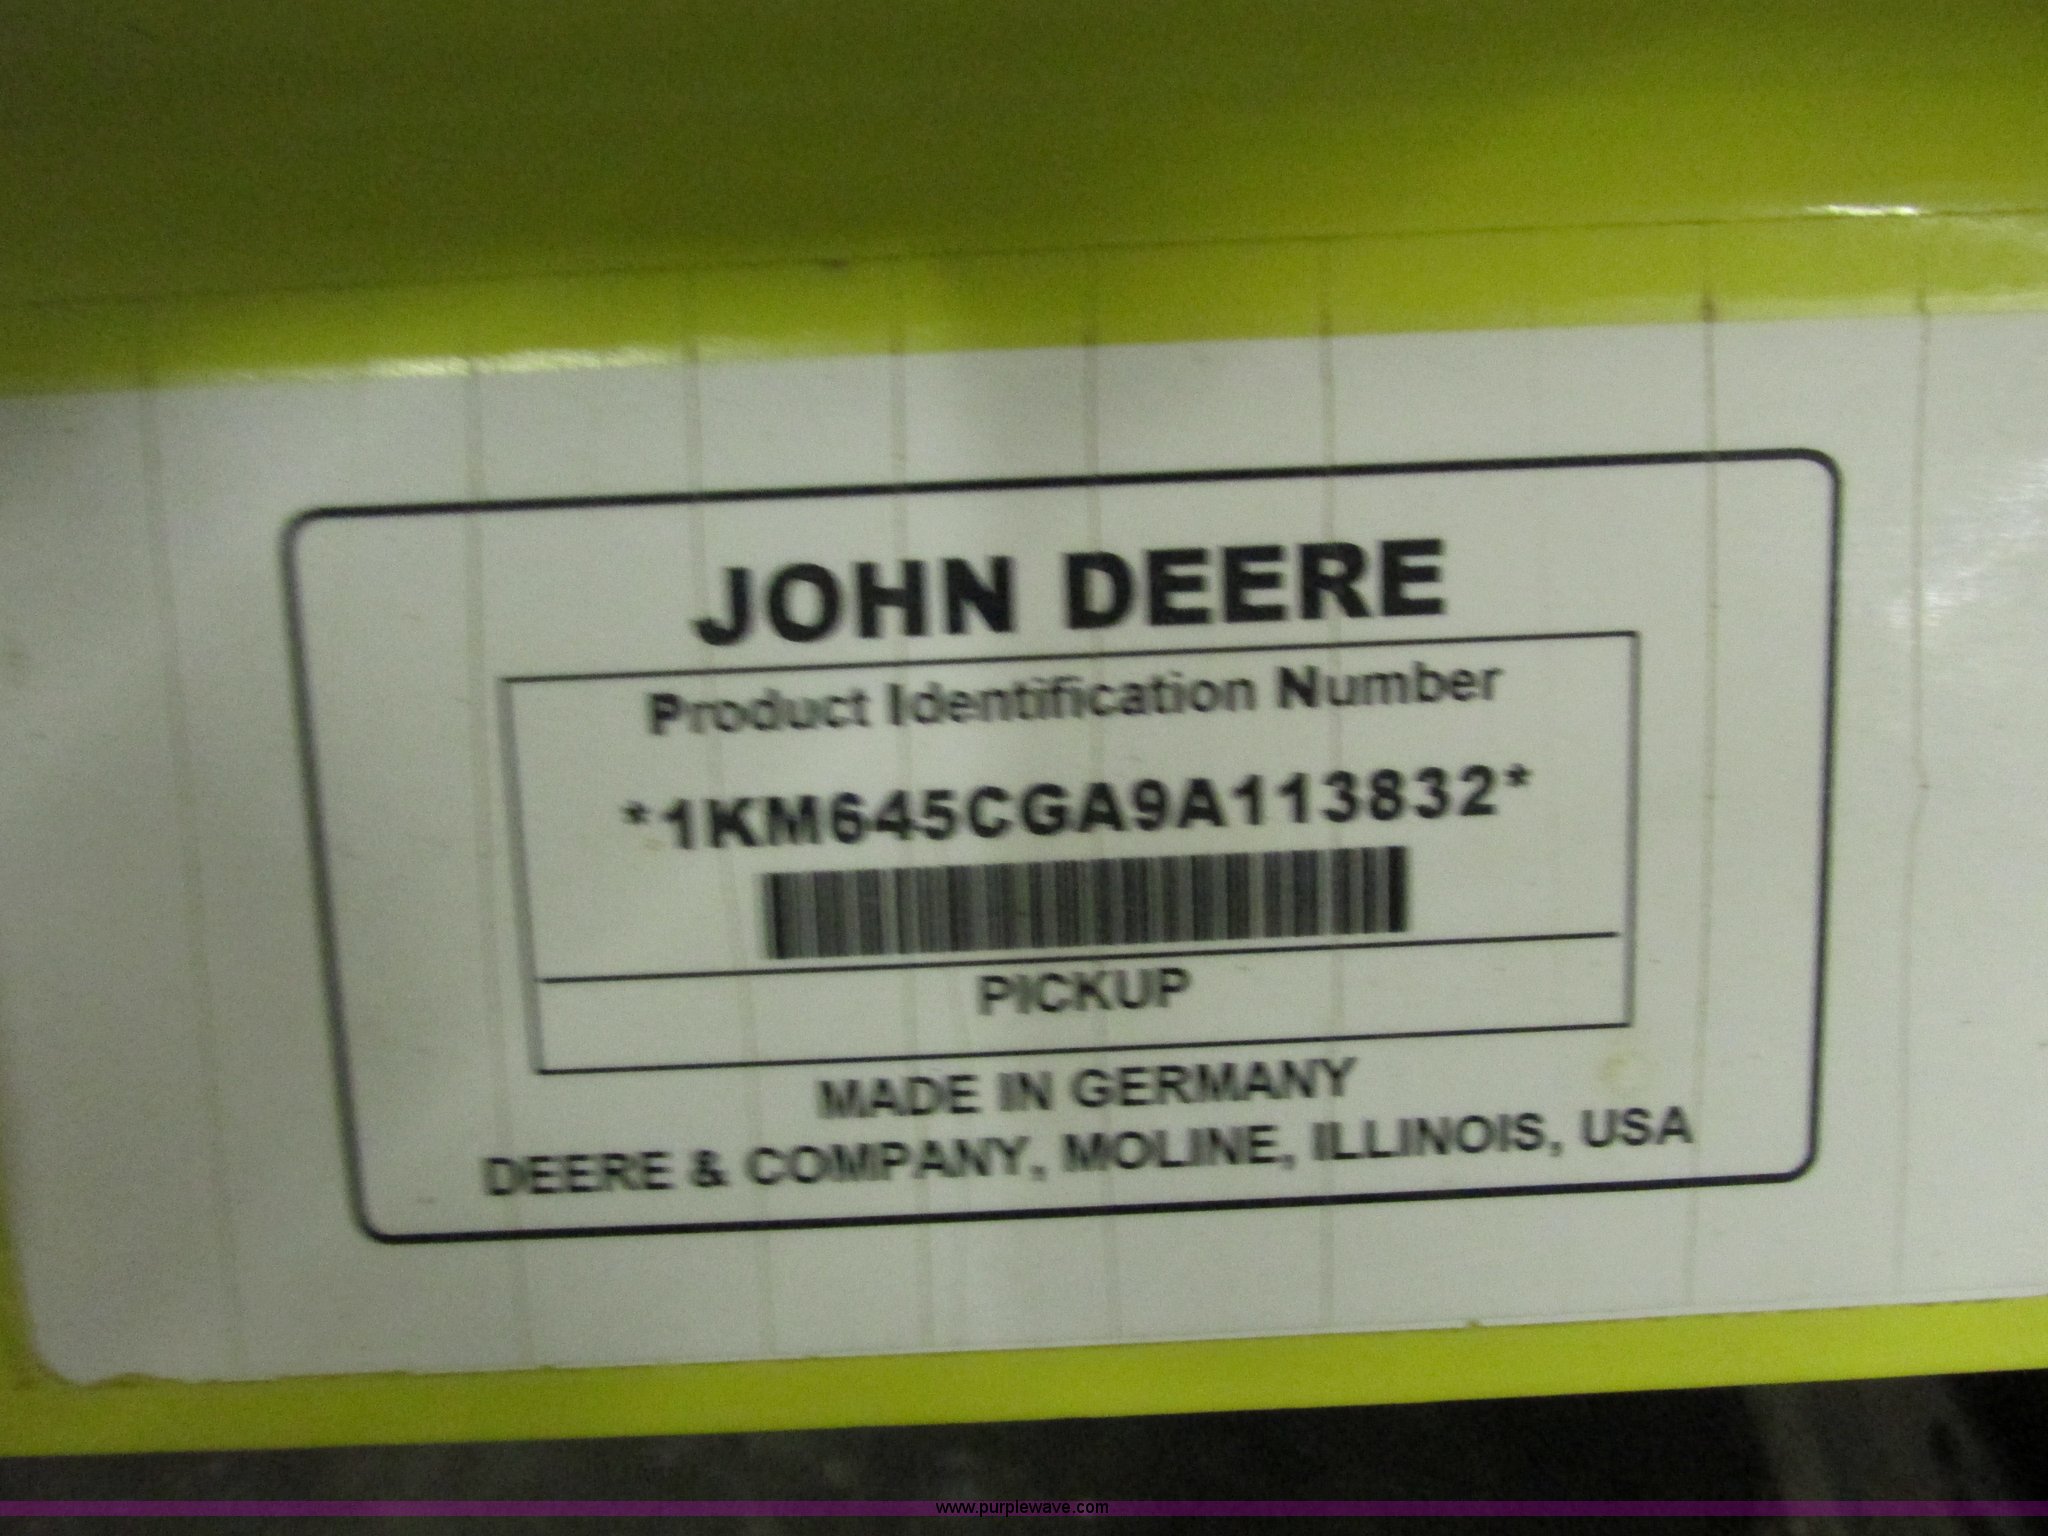 JOHN DEERE
Product Identification Number
*1KM645CGA9A113832*
PICKUP
MADE IN GERMANY
DEERE & COMPANY, MOLINE, ILLINOIS, USA
www.purplewave.com